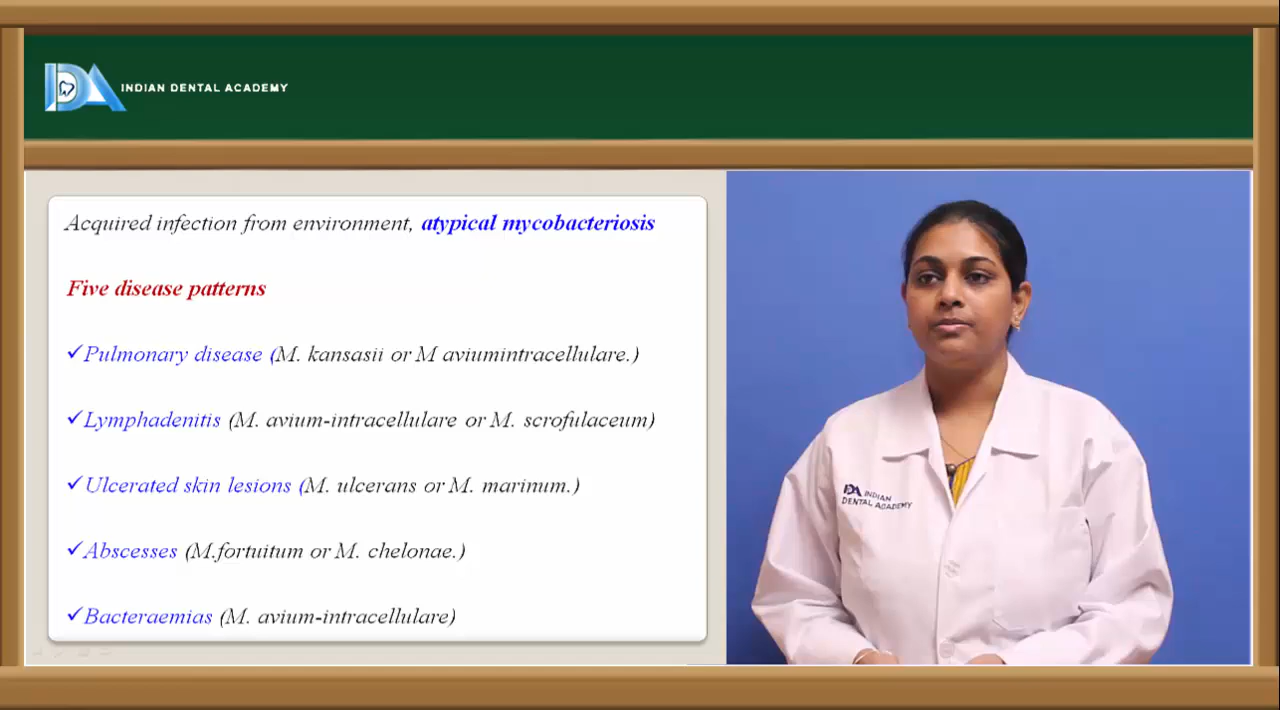 IDA INDIAN DENTAL ACADEMY
Acquired infection from environment, atypical mycobacteriosis
Five disease patterns
✓Pulmonary disease (M. kansasii or M aviumintracellulare.)
✓Lymphadenitis (M. avium-intracellulare or M. scrofulaceum)
✓Ulcerated skin lesions (M. ulcerans or M. marinum.)
✓Abscesses (M.fortuitum or M. chelonae.)
✓Bacteraemias (M. avium-intracellulare)
IDA INDIAN
DENTAL ACADEMY